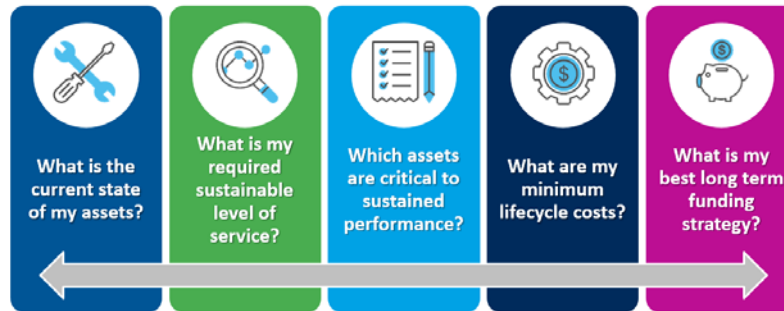 What is the
current state
of my assets?
What is my
required
sustainable
level of
service?
Which assets
are critical to
sustained
performance?
What are my
minimum
lifecycle costs?
What is my
best long term
funding
strategy?